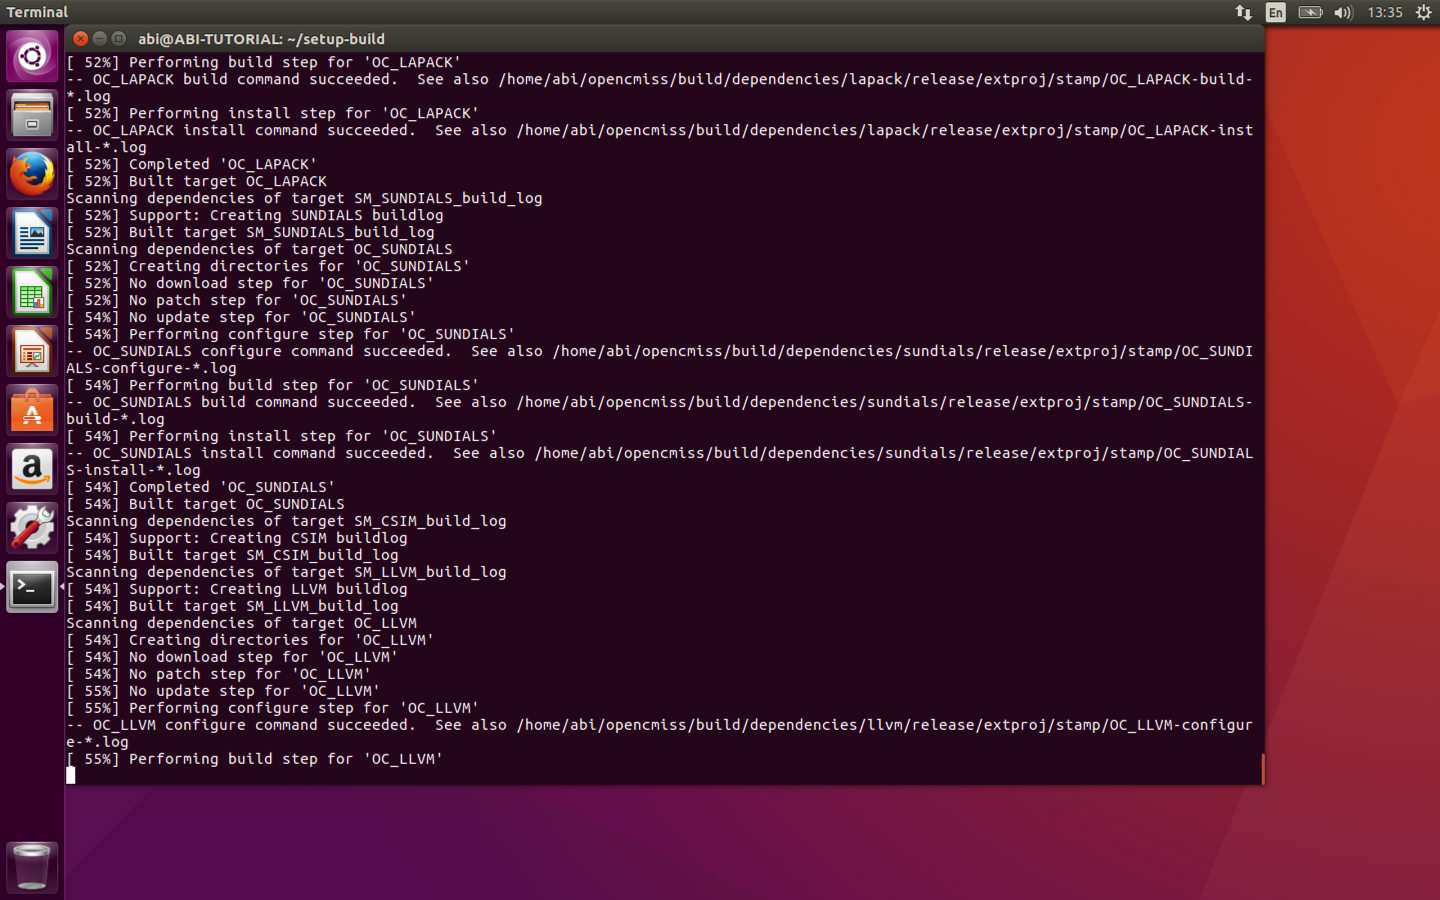 Terminal
En
13:35
abi@ABI-TUTORIAL: ~/setup-build
[ 52%] Performing build step for 'OC_LAPACK'
-- OC_LAPACK build command succeeded.  See also /home/abi/opencmiss/build/dependencies/lapack/release/extproj/stamp/OC_LAPACK-build-
*.log
[ 52%] Performing install step for 'OC_LAPACK'
-- OC_LAPACK install command succeeded.  See also /home/abi/opencmiss/build/dependencies/lapack/release/extproj/stamp/OC_LAPACK-inst
all-*.log
[ 52%] Completed 'OC_LAPACK'
[ 52%] Built target OC_LAPACK
Scanning dependencies of target SM_SUNDIALS_build_log
[ 52%] Support: Creating SUNDIALS buildlog
[ 52%] Built target SM_SUNDIALS_build_log
Scanning dependencies of target OC_SUNDIALS
[ 52%] Creating directories for 'OC_SUNDIALS'
[ 52%] No download step for 'OC_SUNDIALS'
[ 52%] No patch step for 'OC_SUNDIALS'
[ 54%] No update step for 'OC_SUNDIALS'
[ 54%] Performing configure step for 'OC_SUNDIALS'
-- OC_SUNDIALS configure command succeeded.  See also /home/abi/opencmiss/build/dependencies/sundials/release/extproj/stamp/OC_SUNDI
ALS-configure-*.log
[ 54%] Performing build step for 'OC_SUNDIALS'
-- OC_SUNDIALS build command succeeded.  See also /home/abi/opencmiss/build/dependencies/sundials/release/extproj/stamp/OC_SUNDIALS-
build-*.log
[ 54%] Performing install step for 'OC_SUNDIALS'
-- OC_SUNDIALS install command succeeded.  See also /home/abi/opencmiss/build/dependencies/sundials/release/extproj/stamp/OC_SUNDIAL
S-install-*.log
[ 54%] Completed 'OC_SUNDIALS'
[ 54%] Built target OC_SUNDIALS
Scanning dependencies of target SM_CSIM_build_log
[ 54%] Support: Creating CSIM buildlog
[ 54%] Built target SM_CSIM_build_log
Scanning dependencies of target SM_LLVM_build_log
[ 54%] Support: Creating LLVM buildlog
[ 54%] Built target SM_LLVM_build_log
Scanning dependencies of target OC_LLVM
[ 54%] Creating directories for 'OC_LLVM'
[ 54%] No download step for 'OC_LLVM'
[ 54%] No patch step for 'OC_LLVM'
[ 55%] No update step for 'OC_LLVM'
[ 55%] Performing configure step for 'OC_LLVM'
-- OC_LLVM configure command succeeded.  See also /home/abi/opencmiss/build/dependencies/llvm/release/extproj/stamp/OC_LLVM-configur
e-*.log
[ 55%] Performing build step for 'OC_LLVM'